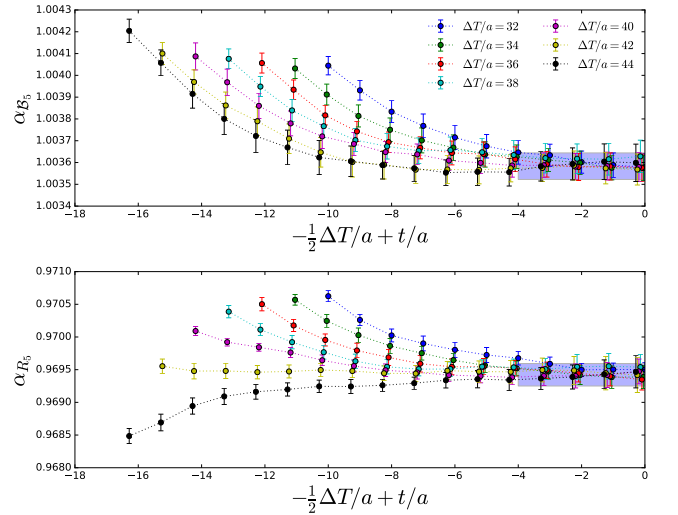 1.0043
1.0042
1.0041
1.0040
1.0039
1.0038
1.0037
1.0036
1.0035
1.0034
α_{B_5}
ΔT/a = 32
ΔT/a = 34
ΔT/a = 36
ΔT/a = 38
ΔT/a = 40
ΔT/a = 42
ΔT/a = 44
−18 −16 −14 −12 −10 −8 −6 −4 −2 0
−½ΔT/a + t/a
0.9710
0.9705
0.9700
0.9695
0.9690
0.9685
0.9680
α_{R_5}
−18 −16 −14 −12 −10 −8 −6 −4 −2 0
−½ΔT/a + t/a